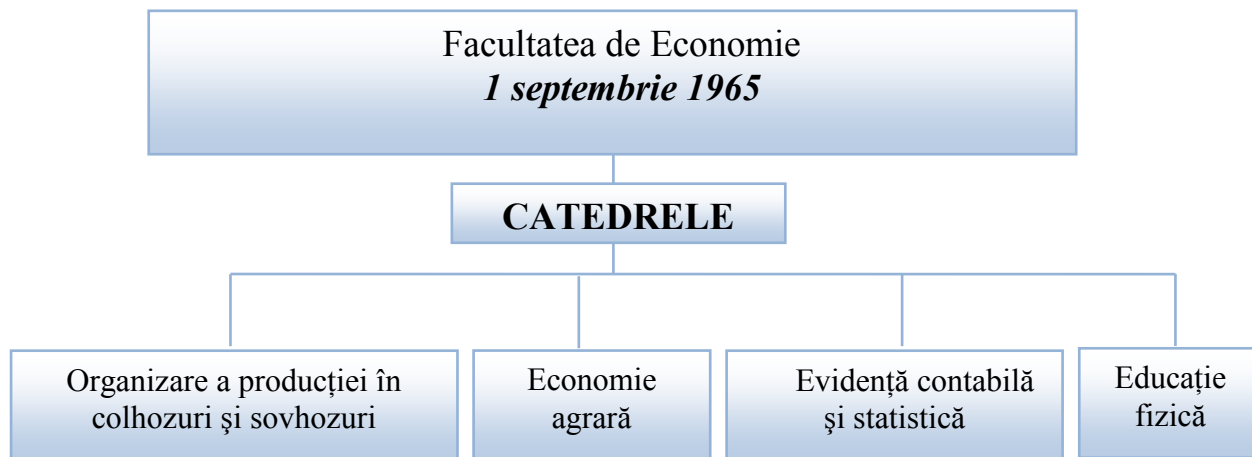 Facultatea de Economie
1 septembrie 1965
CATEDRELE
Organizare a producției în
colhozuri şi sovhozuri
Economie
agrară
Evidență contabilă
şi statistică
Educație
fizică